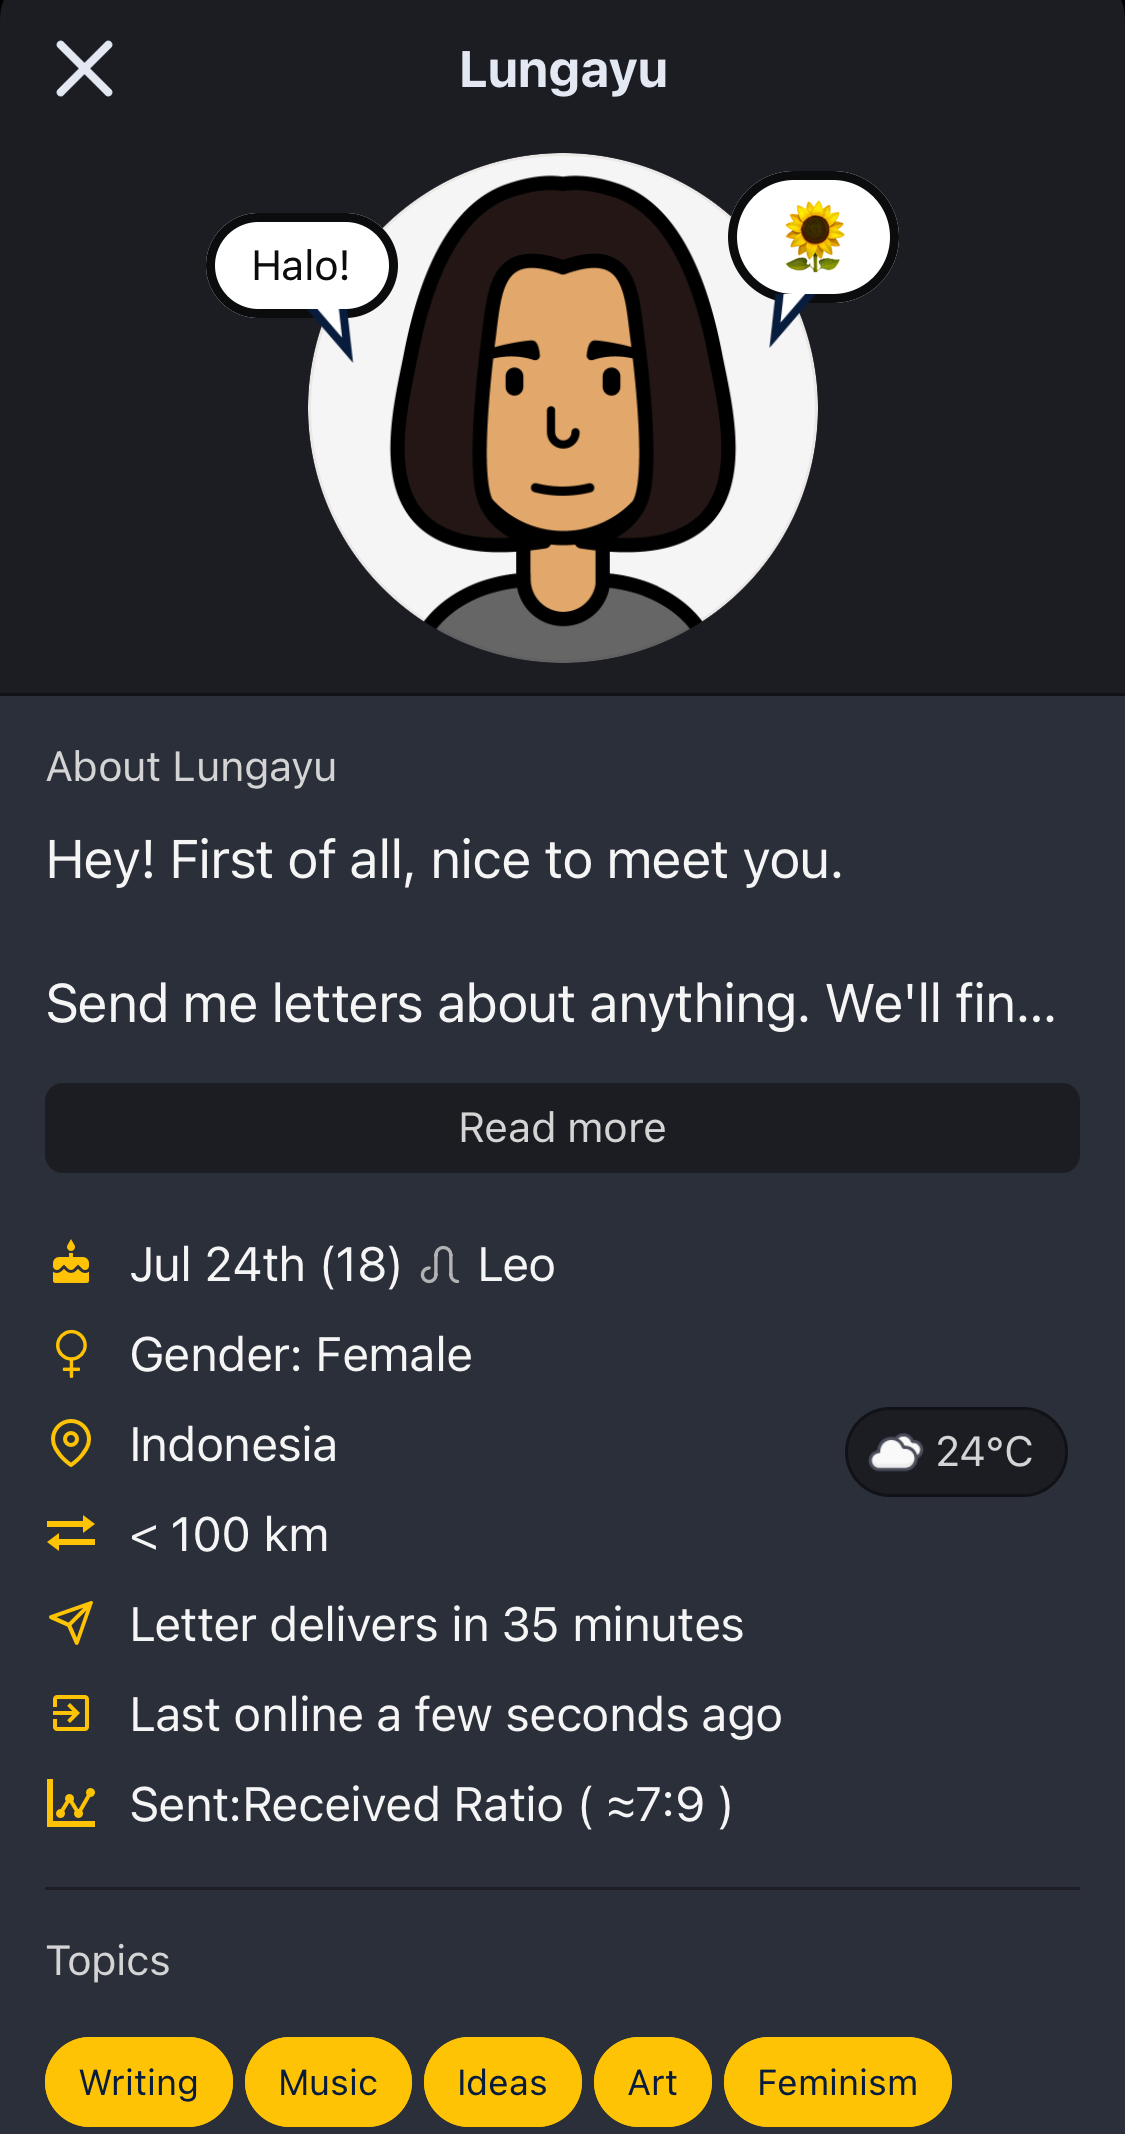 Lungayu
Halo!
About Lungayu
Hey! First of all, nice to meet you.
Send me letters about anything. We'll fin...
Read more
Jul 24th (18) ♌︎ Leo
Gender: Female
Indonesia
24°C
< 100 km
Letter delivers in 35 minutes
Last online a few seconds ago
Sent:Received Ratio ( ≈7:9 )
Topics
Writing Music Ideas Art Feminism